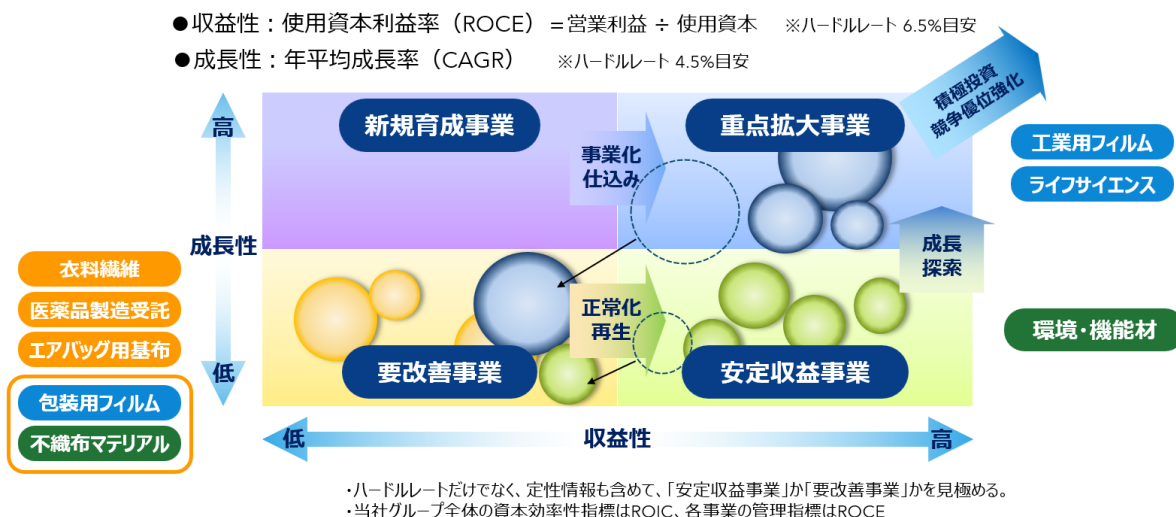 ●収益性：使用資本利益率（ROCE）＝営業利益 ÷ 使用資本　※ハードルレート 6.5%目安
●成長性：年平均成長率（CAGR）　※ハードルレート 4.5%目安
積極投資
競争優位強化
高
新規育成事業
重点拡大事業
事業化
仕込み
工業用フィルム
ライフサイエンス
成長性
成長
探索
衣料繊維
医薬品製造受託
エアバッグ用基布
正常化
再生
環境・機能材
低
要改善事業
安定収益事業
包装用フィルム
不織布マテリアル
低
収益性
高
・ハードルレートだけでなく、定性情報も含めて、「安定収益事業」か「要改善事業」かを見極める。
・当社グループ全体の資本効率性指標はROIC、各事業の管理指標はROCE